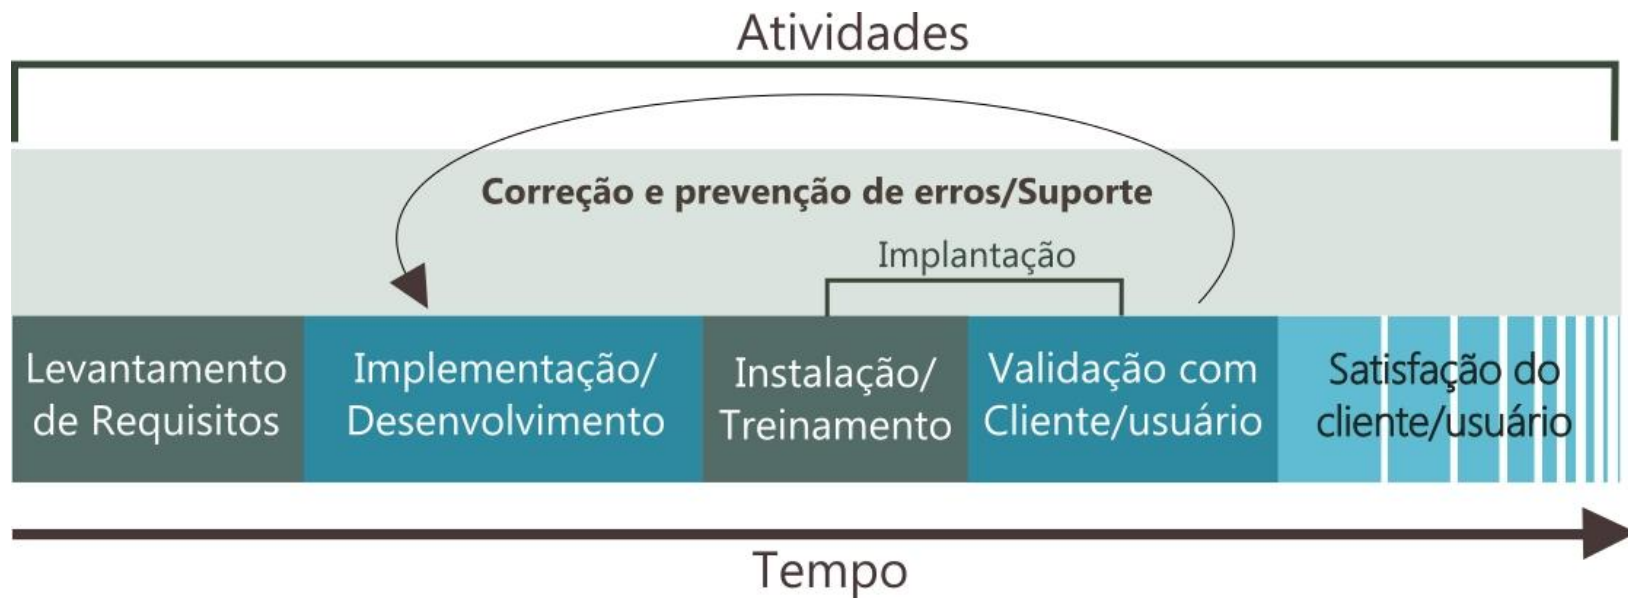 Atividades
Correção e prevenção de erros/Suporte
Implantação
Levantamento
de Requisitos
Implementação/
Desenvolvimento
Instalação/
Treinamento
Validação com
Cliente/usuário
Satisfação do
cliente/usuário
Tempo